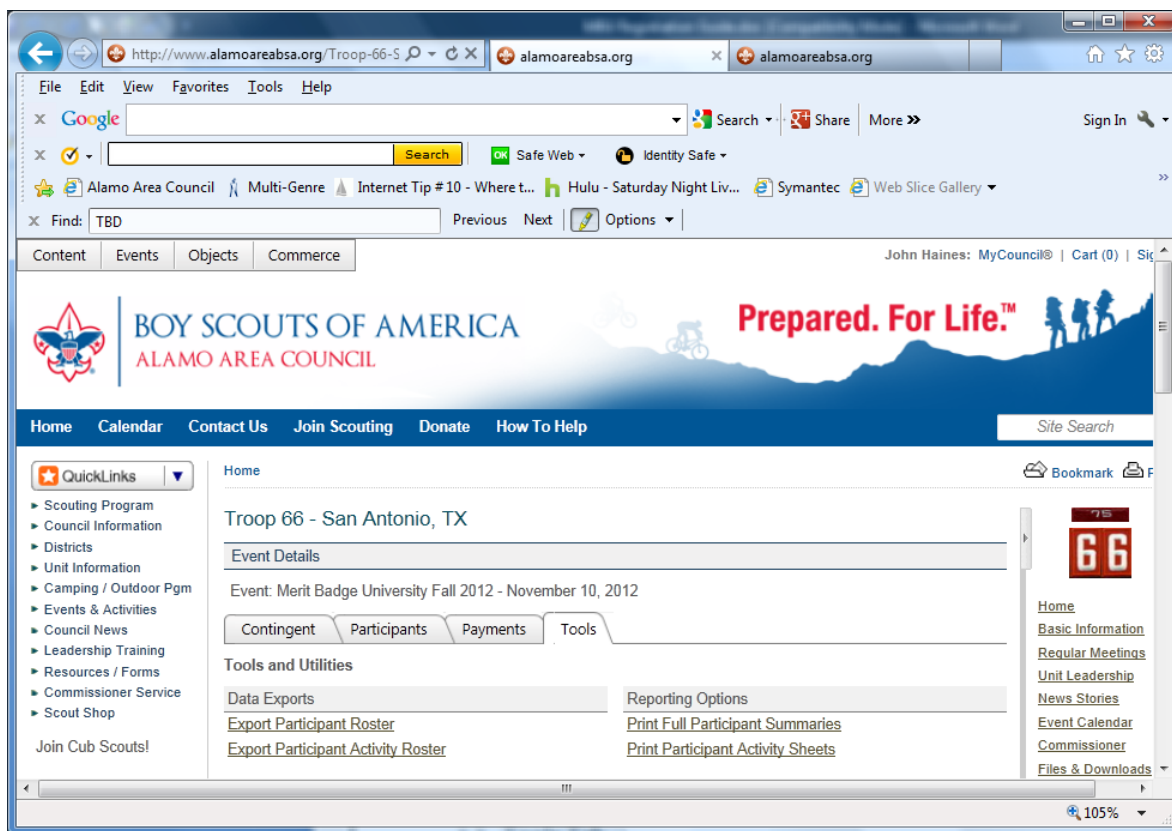 http://www.alamoareabsa.org/Troop-66-S
alamoareabsa.org
alamoareabsa.org
File Edit View Favorites Tools Help
x Google Search Share More » Sign In
x Search OK Safe Web Identity Safe
Alamo Area Council Multi-Genre Internet Tip # 10 - Where t... h Hulu - Saturday Night Liv... Symantec Web Slice Gallery »
x Find: TBD Previous Next Options
Content Events Objects Commerce John Haines: MyCouncil® | Cart (0) | Sig
BOY SCOUTS OF AMERICA
ALAMO AREA COUNCIL
Prepared. For Life.™
Home Calendar Contact Us Join Scouting Donate How To Help Site Search
QuickLinks
Scouting Program
Council Information
Districts
Unit Information
Camping / Outdoor Pgm
Events & Activities
Council News
Leadership Training
Resources / Forms
Commissioner Service
Scout Shop
Join Cub Scouts!
Home Bookmark P
Troop 66 - San Antonio, TX
Event Details
Event: Merit Badge University Fall 2012 - November 10, 2012
Contingent Participants Payments Tools
Tools and Utilities
Data Exports
Export Participant Roster
Export Participant Activity Roster
Reporting Options
Print Full Participant Summaries
Print Participant Activity Sheets
75
66
Home
Basic Information
Regular Meetings
Unit Leadership
News Stories
Event Calendar
Commissioner
Files & Downloads
105%